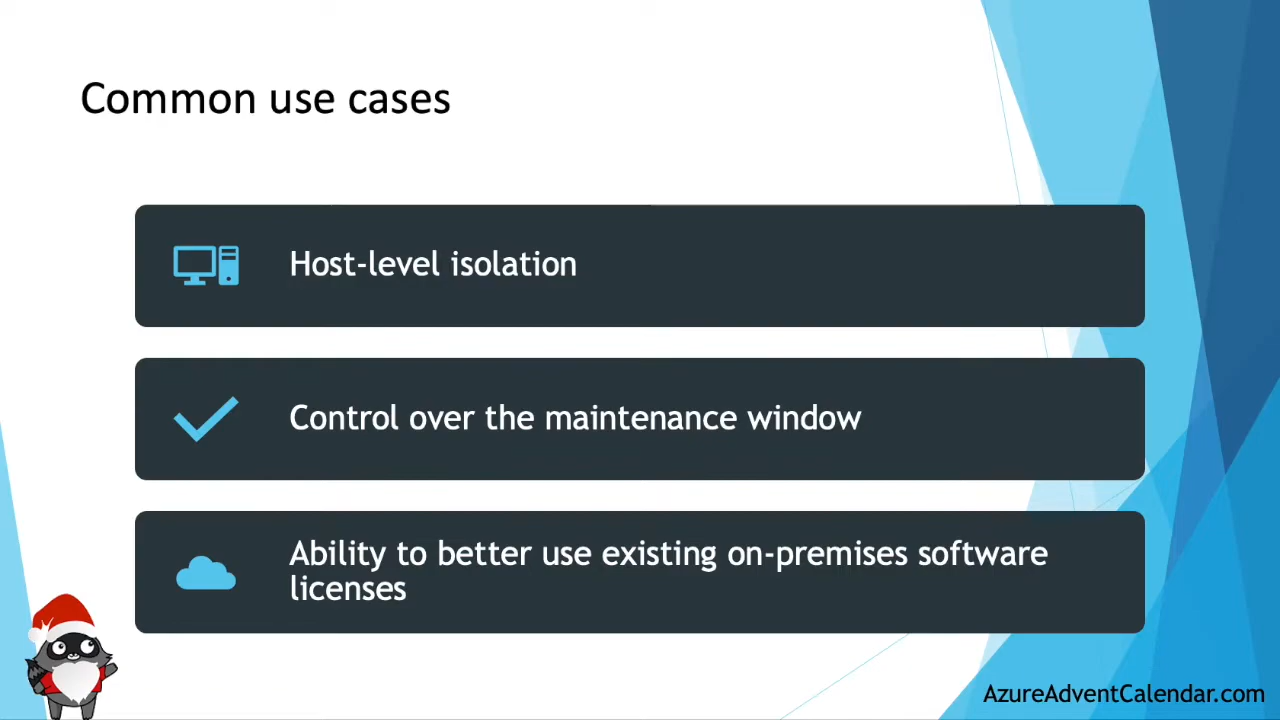 Common use cases
Host-level isolation
Control over the maintenance window
Ability to better use existing on-premises software
licenses
AzureAdventCalendar.com